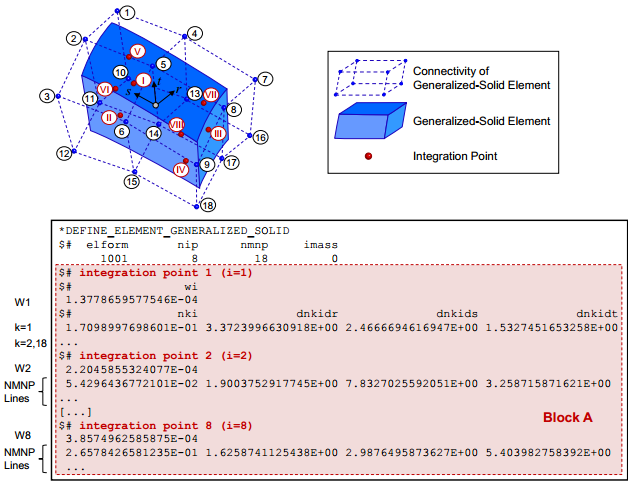 1
2
4
V
5
10
I
t
7
3
VI
s
r
13
VII
11
8
II
6
14
VII
III
16
12
9
17
IV
15
18
Connectivity of
Generalized-Solid Element
Generalized-Solid Element
Integration Point
*DEFINE_ELEMENT_GENERALIZED_SOLID
$# elform nip nmnp imass
1001 8 18 0
$# integration point 1 (i=1)
$# wi
W1 1.3778659577546E-04
$# nki dnkidr dnkids dnkidt
k=1 1.7098997698601E-01 3.3723996630918E+00 2.4666694616947E+00 1.5327451653258E+00
k=2,18 ...
$# integration point 2 (i=2)
W2 2.2045855324077E-04
NMNP 5.4296436772101E-02 1.9003752917745E+00 7.8327025592051E+00 3.258715871621E+00
Lines ...
[...]
Block A
$# integration point 8 (i=8)
W8 3.8574962585875E-04
NMNP 2.6578426581235E-01 1.6258741125438E+00 2.9876495873627E+00 5.403982758392E+00
Lines ...